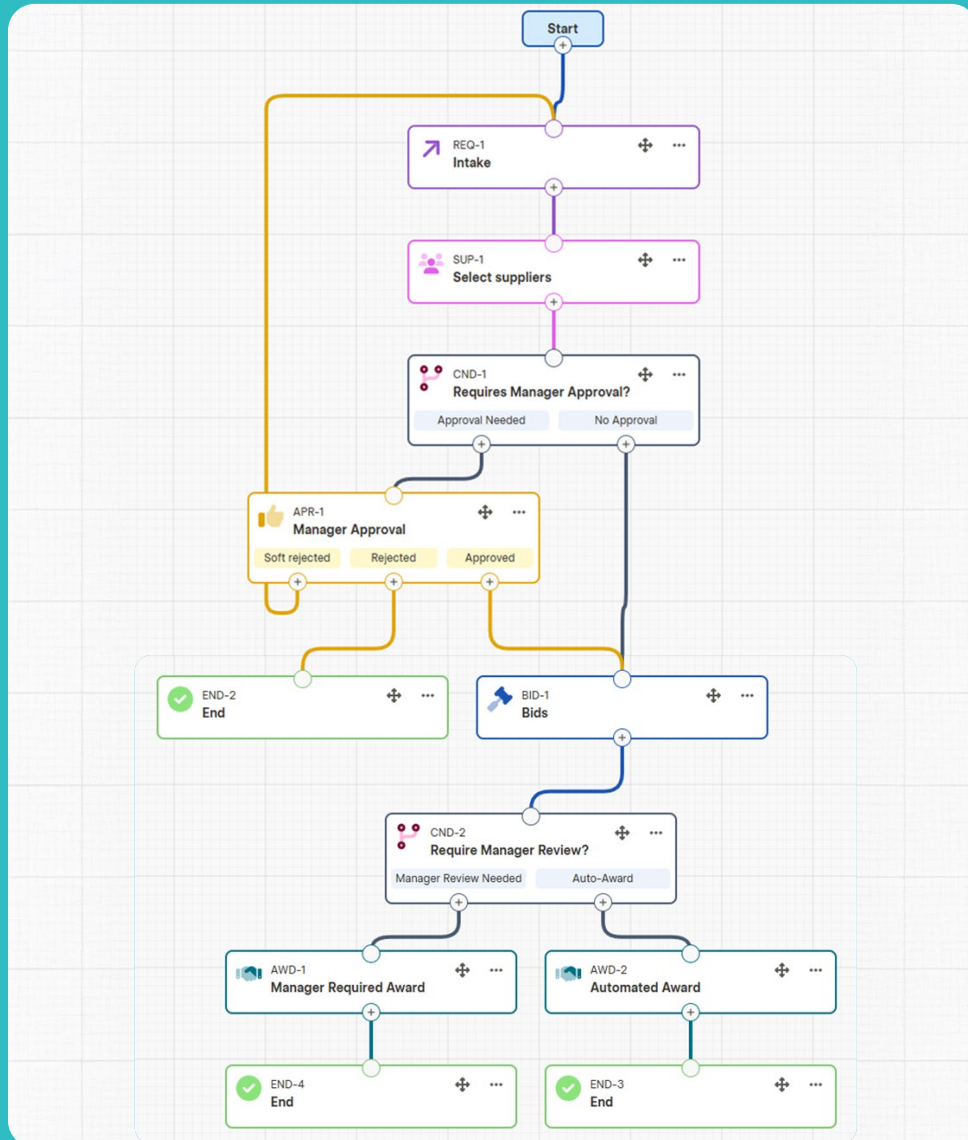 Start
REQ-1
Intake
SUP-1
Select suppliers
CND-1
Requires Manager Approval?
Approval Needed No Approval
APR-1
Manager Approval
Soft rejected Rejected Approved
END-2
End
BID-1
Bids
CND-2
Require Manager Review?
Manager Review Needed Auto-Award
AWD-1
Manager Required Award
AWD-2
Automated Award
END-4
End
END-3
End